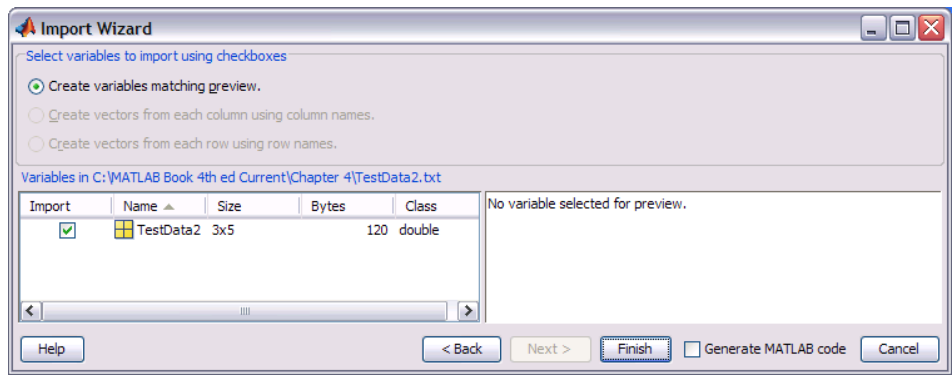 Import Wizard
Select variables to import using checkboxes
Create variables matching preview.
Create vectors from each column using column names.
Create vectors from each row using row names.
Variables in C:\MATLAB Book 4th ed Current\Chapter 4\TestData2.txt
Import Name Size Bytes Class
TestData2 3x5 120 double
No variable selected for preview.
Help < Back Next > Finish Generate MATLAB code Cancel